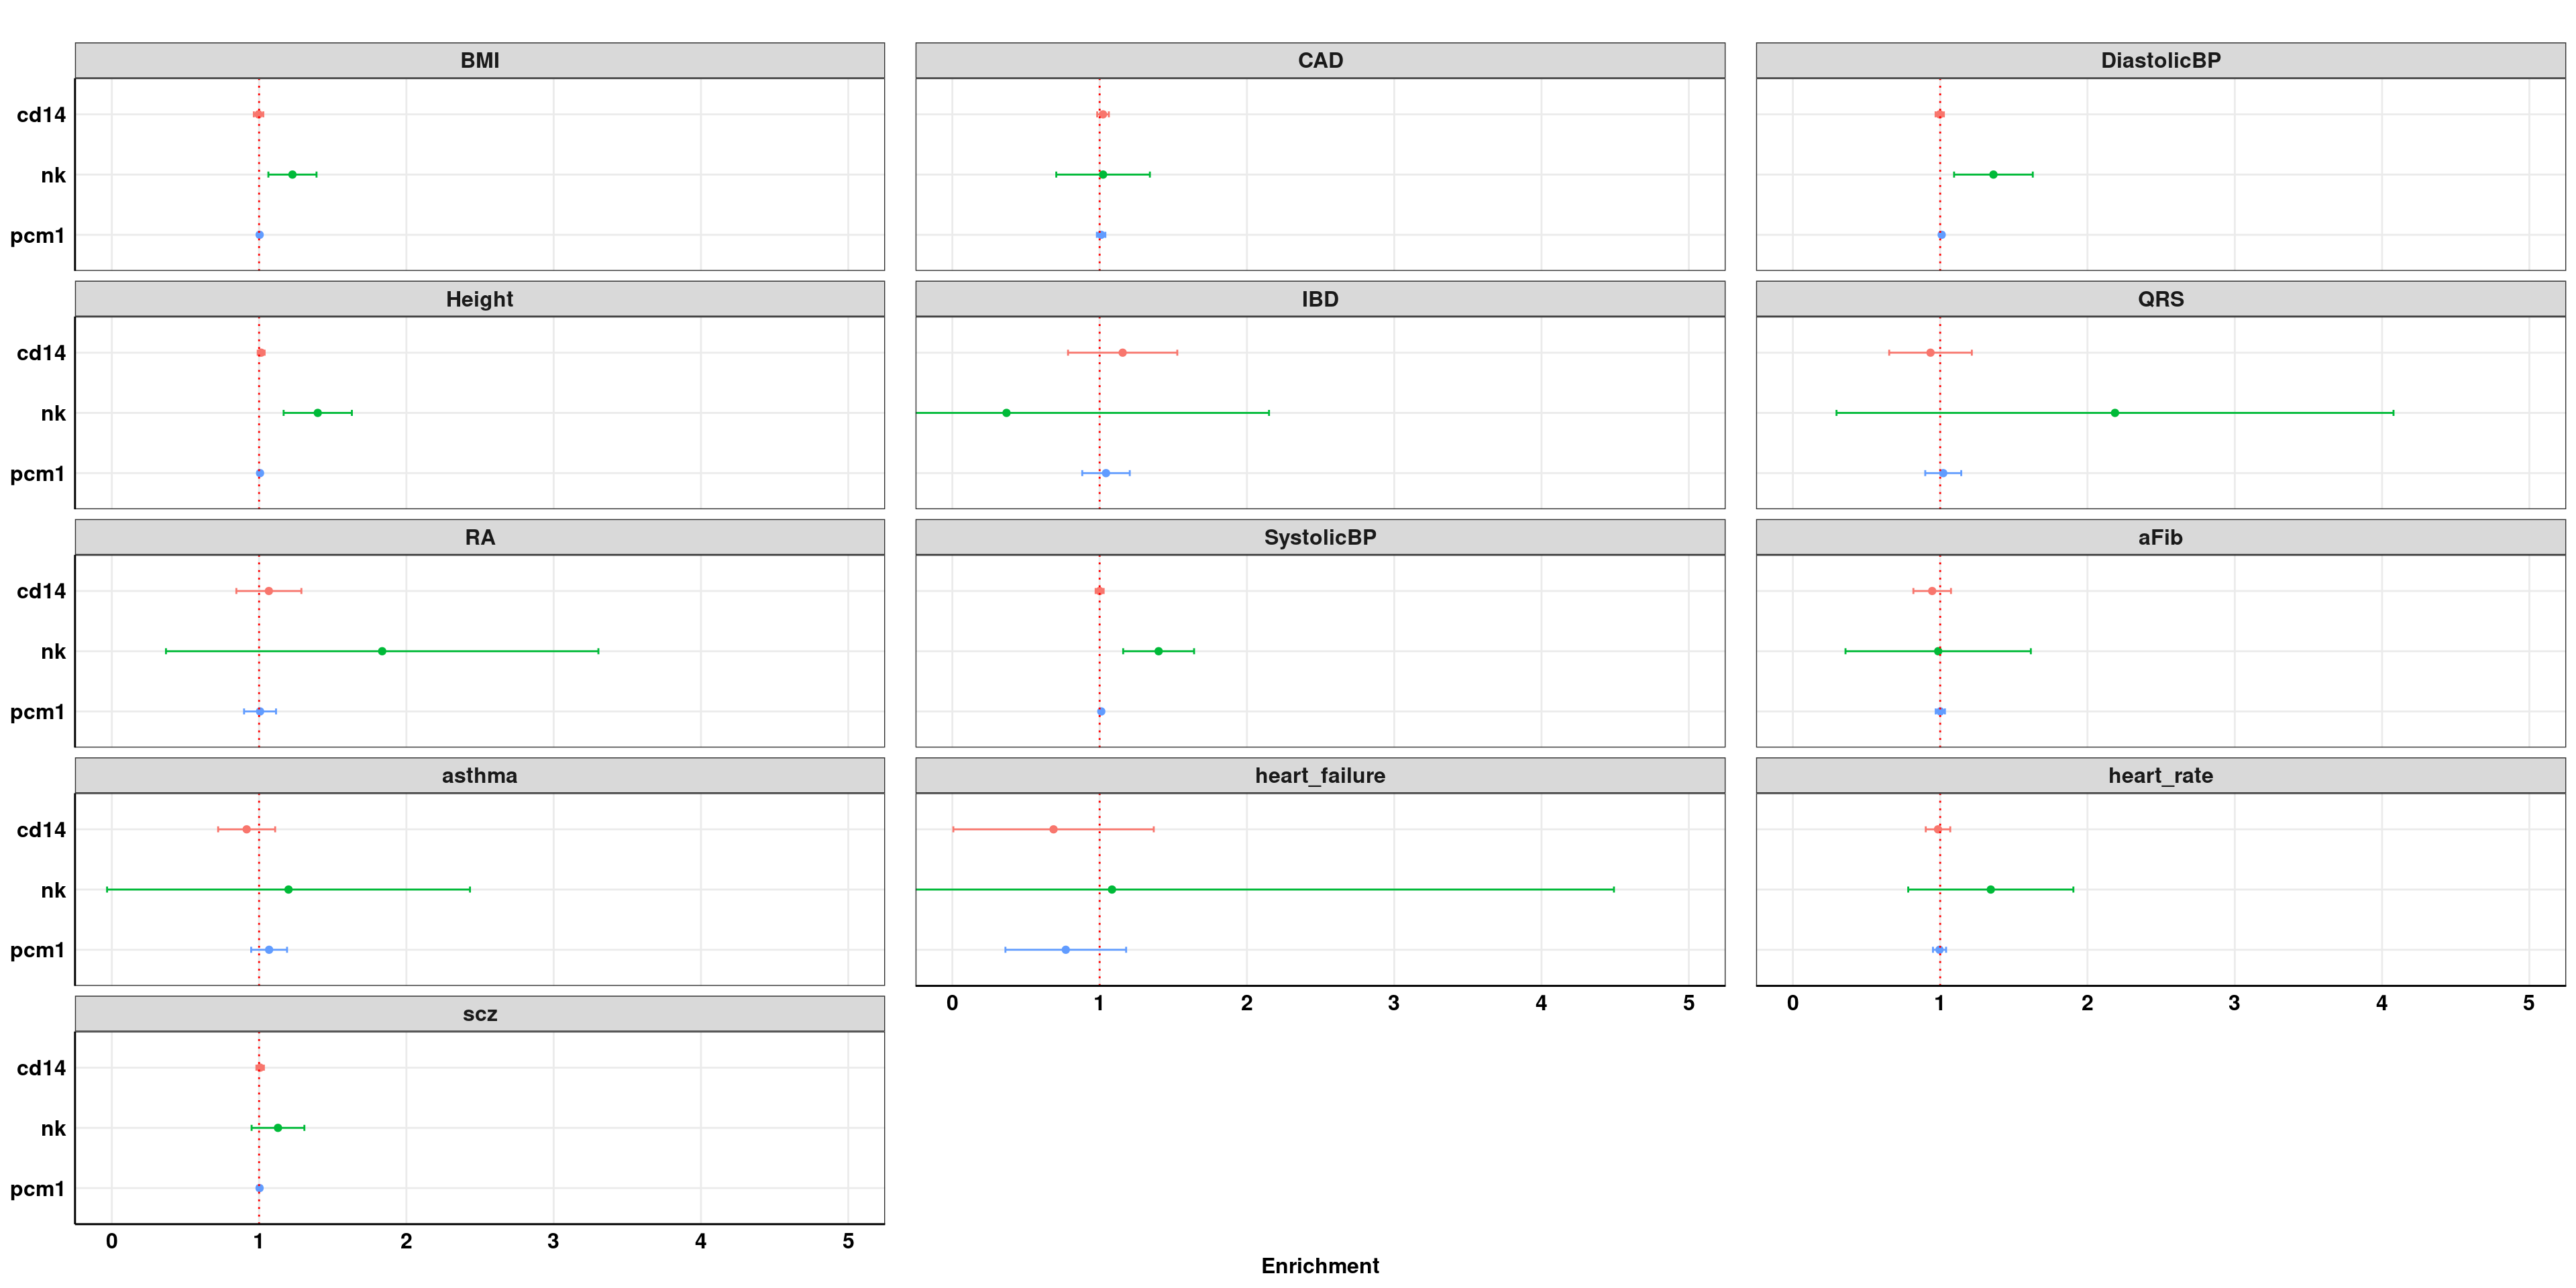 BMI CAD DiastolicBP
cd14
nk
pcm1
Height IBD QRS
cd14
nk
pcm1
RA SystolicBP aFib
cd14
nk
pcm1
asthma heart_failure heart_rate
cd14
nk
pcm1
0 1 2 3 4 5 0 1 2 3 4 5
scz
cd14
nk
pcm1
0 1 2 3 4 5
Enrichment